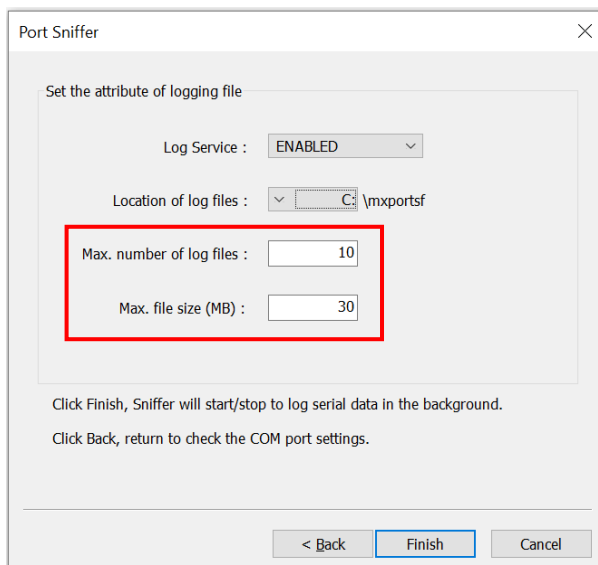 Port Sniffer
Set the attribute of logging file
Log Service : ENABLED
Location of log files : C: \mxportsf
Max. number of log files : 10
Max. file size (MB) : 30
Click Finish, Sniffer will start/stop to log serial data in the background.
Click Back, return to check the COM port settings.
< Back Finish Cancel